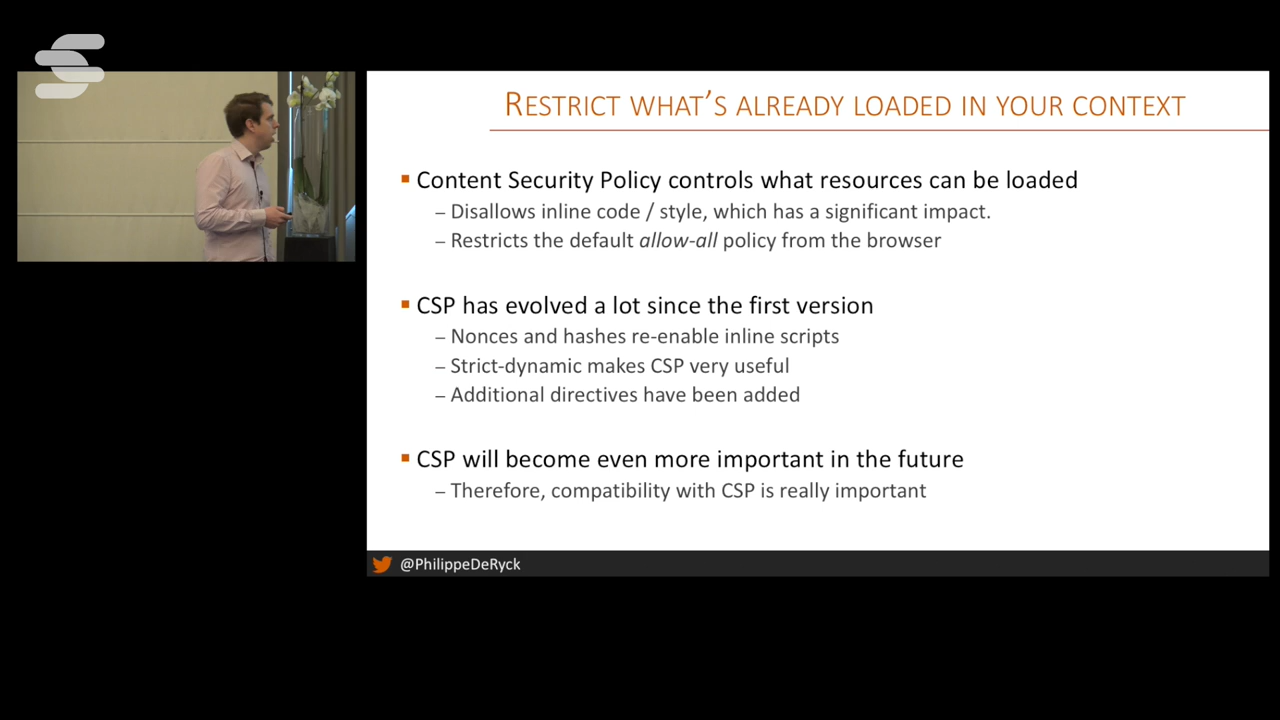 RESTRICT WHAT'S ALREADY LOADED IN YOUR CONTEXT
▪ Content Security Policy controls what resources can be loaded
– Disallows inline code / style, which has a significant impact.
– Restricts the default allow-all policy from the browser
▪ CSP has evolved a lot since the first version
– Nonces and hashes re-enable inline scripts
– Strict-dynamic makes CSP very useful
– Additional directives have been added
▪ CSP will become even more important in the future
– Therefore, compatibility with CSP is really important
@PhilippeDeRyck